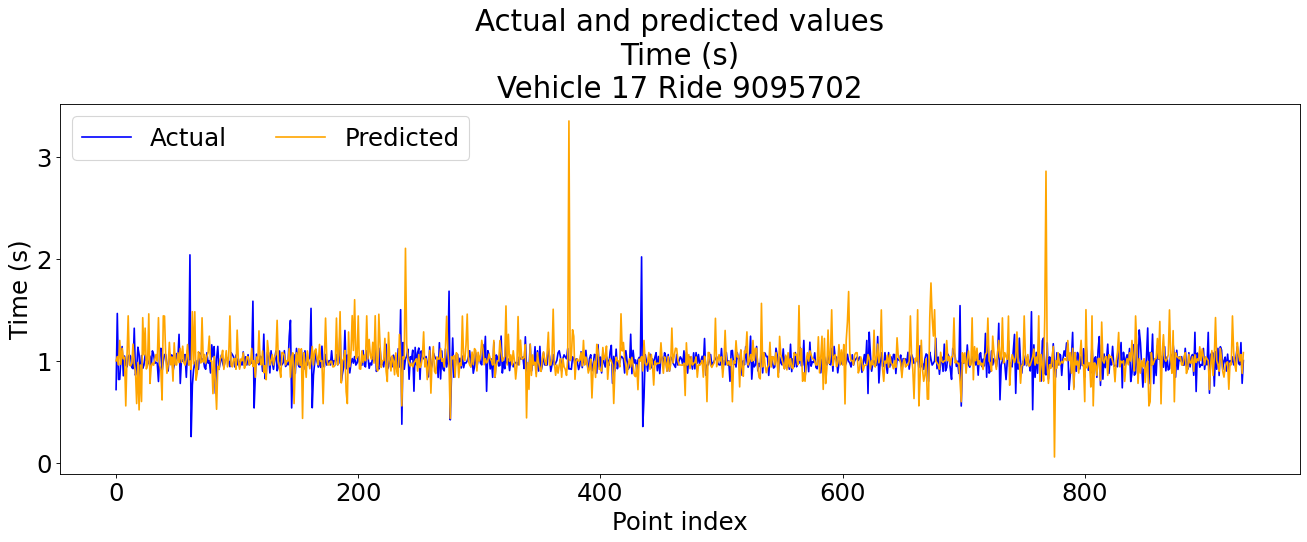 Actual and predicted values
Time (s)
Vehicle 17 Ride 9095702
Actual Predicted
Time (s)
3
2
1
0
0 200 400 600 800
Point index